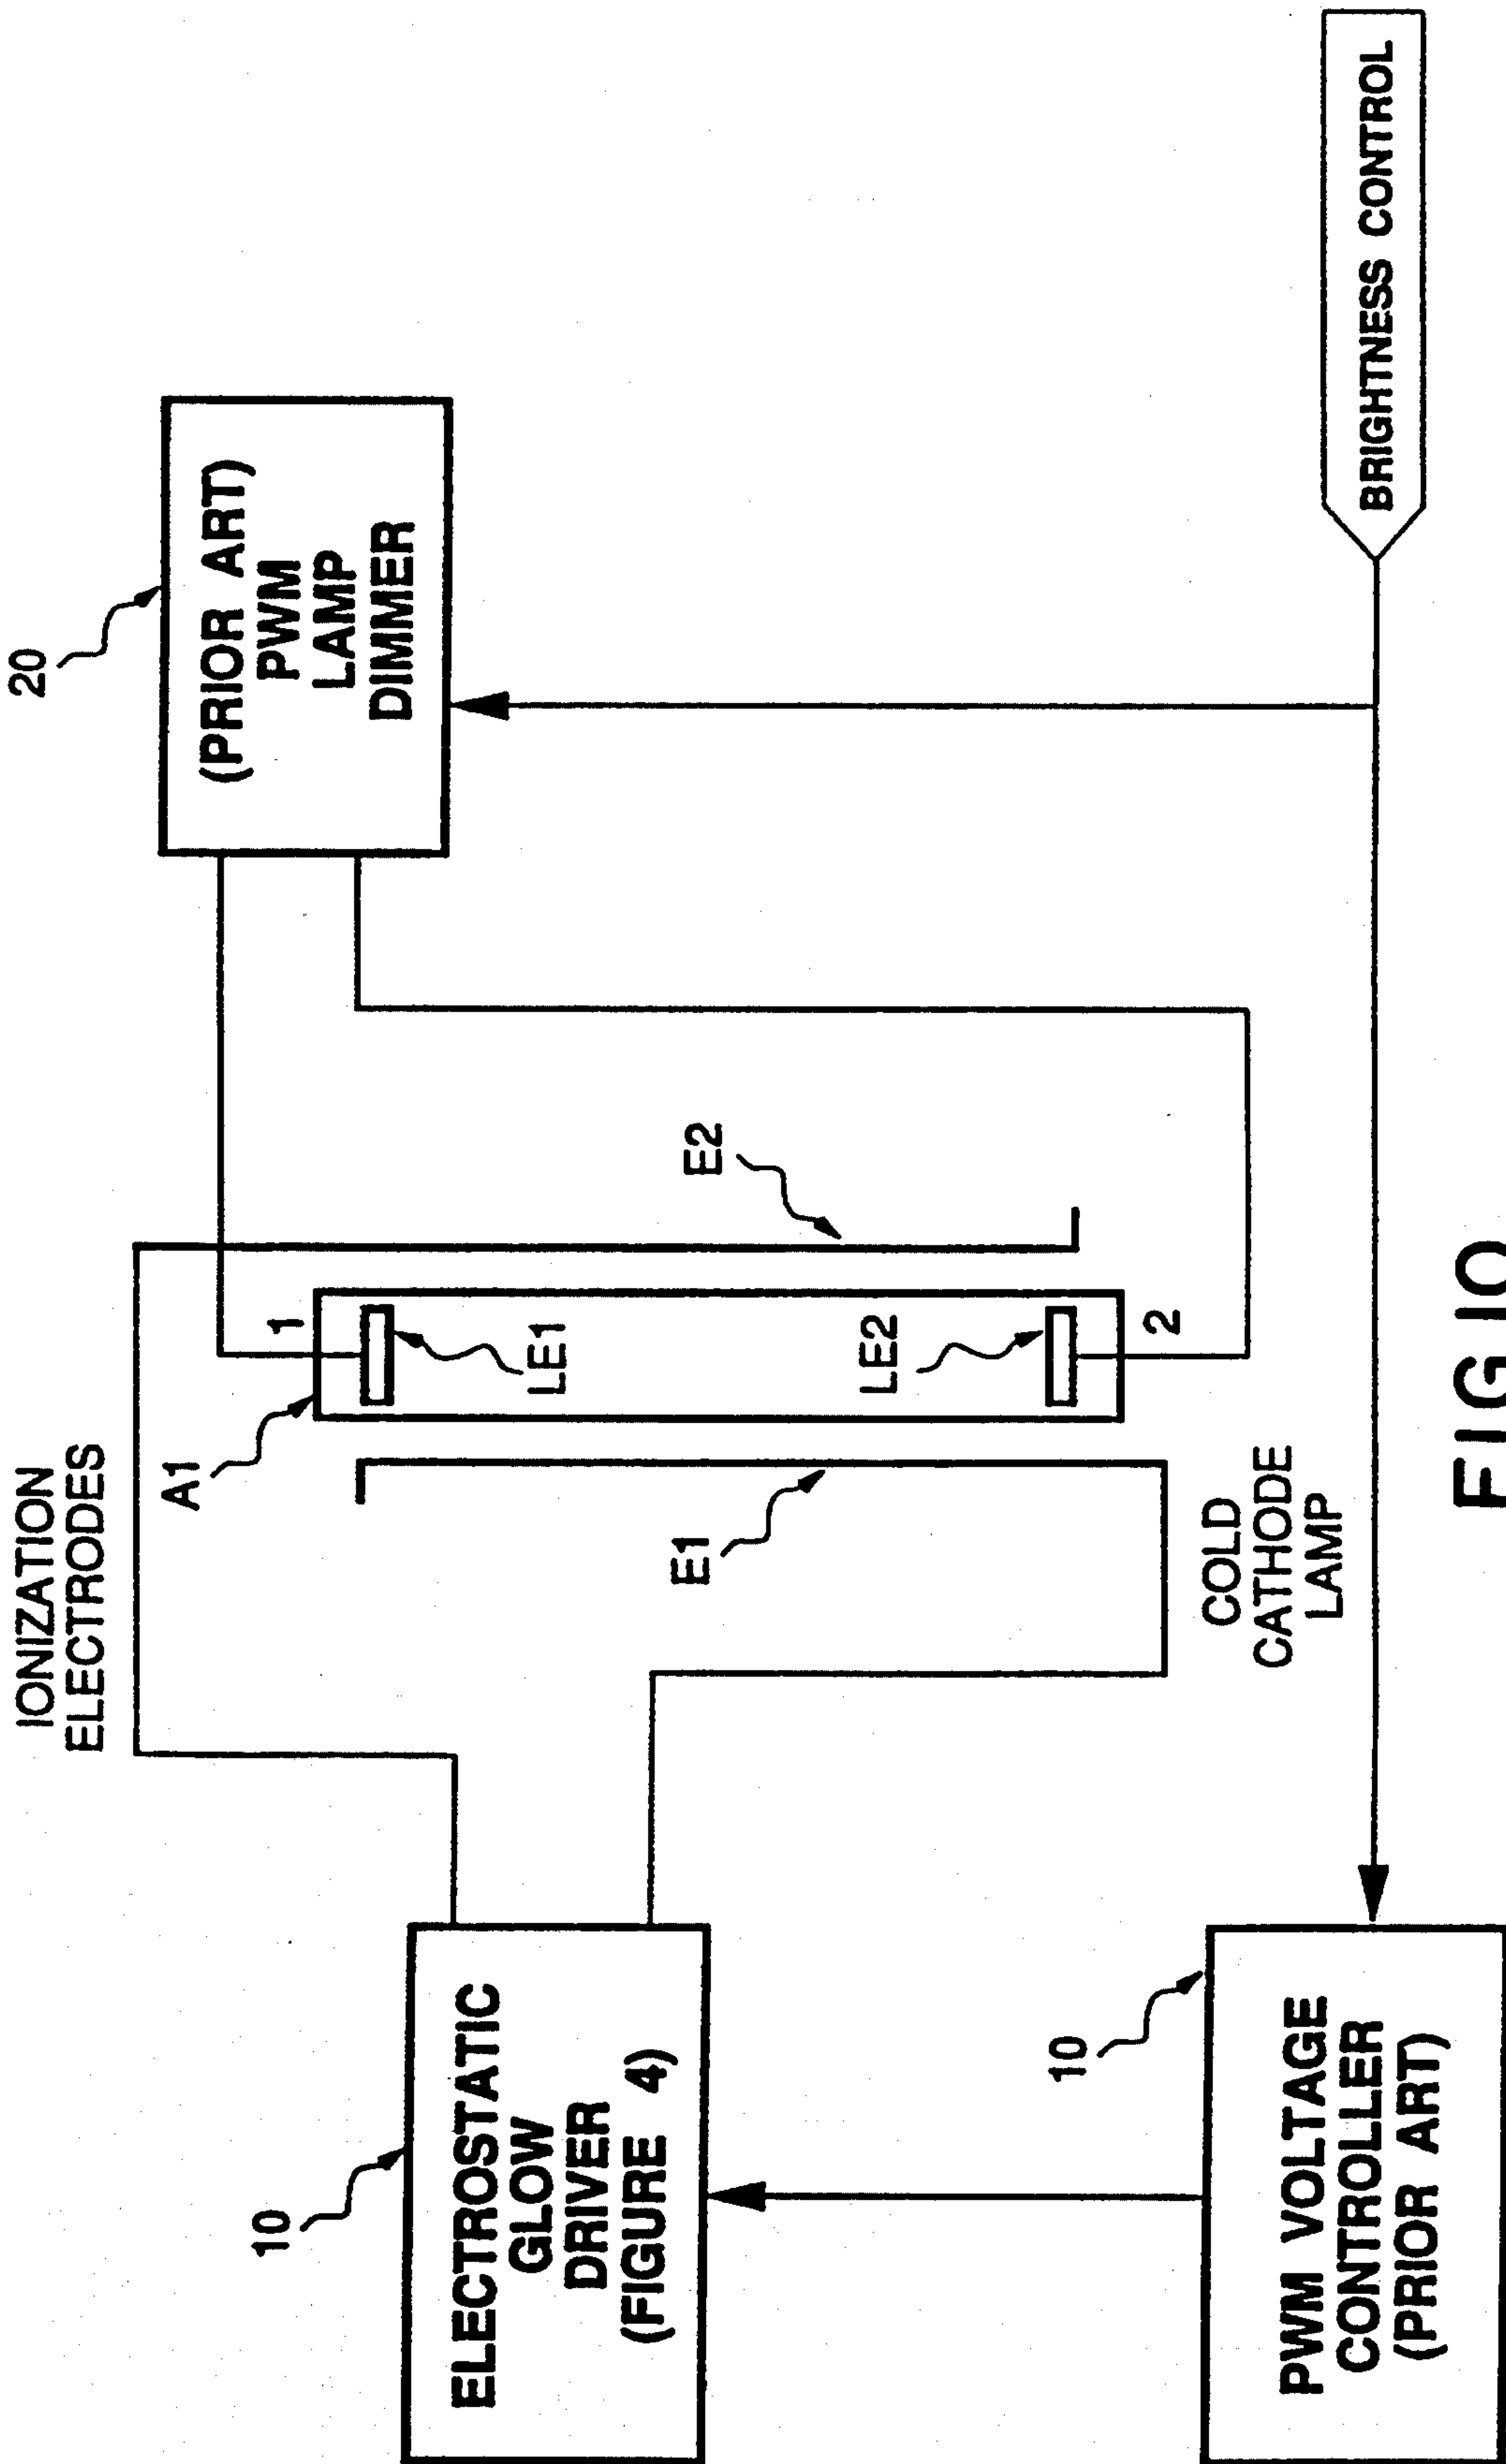 IONIZATION
ELECTRODES
20
(PRIOR ART)
PWM
LAMP
DIMMER
A1
1
LE1
E2
10
ELECTROSTATIC
GLOW
DRIVER
(FIGURE 4)
E1
LE2
2
COLD
CATHODE
LAMP
10
PWM VOLTAGE
CONTROLLER
(PRIOR ART)
BRIGHTNESS CONTROL